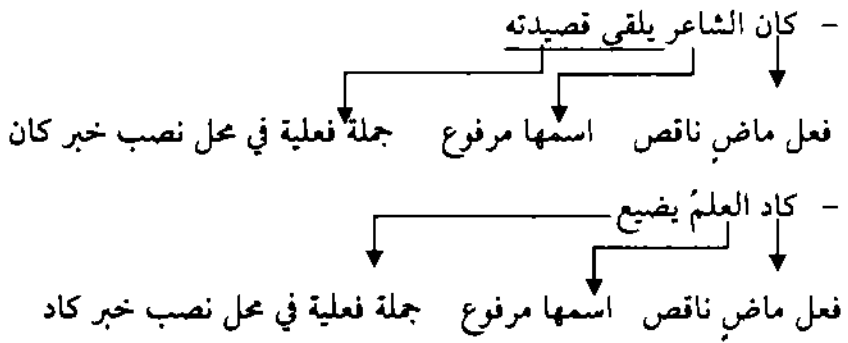 - كان الشاعر يلقي قصيدته
فعل ماضٍ ناقص اسمها مرفوع جملة فعلية في محل نصب خبر كان
- كاد العلمُ يضيع
فعل ماضٍ ناقص اسمها مرفوع جملة فعلية في محل نصب خبر كاد